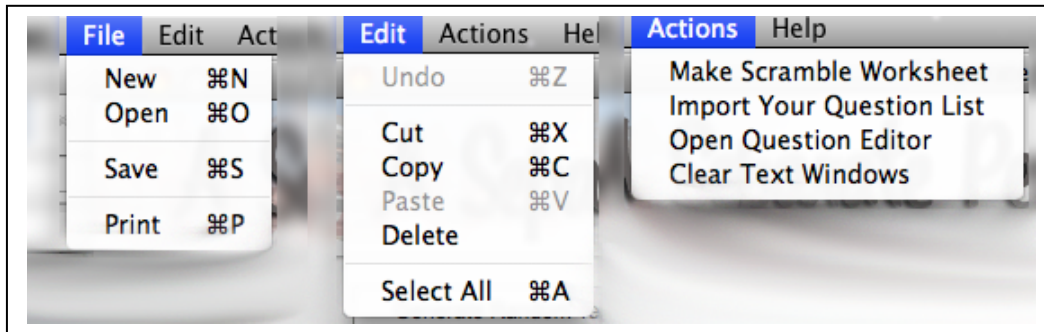 File Edit Act
New ⌘N
Open ⌘O
Save ⌘S
Print ⌘P
Edit Actions Hel
Undo ⌘Z
Cut ⌘X
Copy ⌘C
Paste ⌘V
Delete
Select All ⌘A
Actions Help
Make Scramble Worksheet
Import Your Question List
Open Question Editor
Clear Text Windows